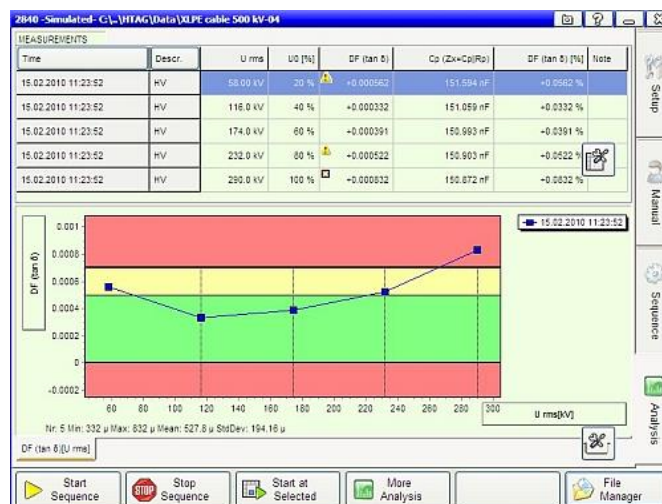 2840 -Simulated- C:\..\HTAG\Data\XLPE cable 500 kV-04
MEASUREMENTS
Time Descr. U rms U0 [%] DF (tan δ) Cp (Zx=Cp||Rp) DF (tan δ) [%] Note
15.02.2010 11:23:52 HV 58.00 kV 20 % +0.000562 151.594 nF +0.0562 %
15.02.2010 11:23:52 HV 116.0 kV 40 % +0.000332 151.059 nF +0.0332 %
15.02.2010 11:23:52 HV 174.0 kV 60 % +0.000391 150.993 nF +0.0391 %
15.02.2010 11:23:52 HV 232.0 kV 80 % +0.000522 150.903 nF +0.0522 %
15.02.2010 11:23:52 HV 290.0 kV 100 % +0.000832 150.872 nF +0.0832 %
Setup
Manual
Sequence
Analysis
DF (tan δ)
0.001
0.0008
0.0006
0.0004
0.0002
0
-0.0002
15.02.2010 11:23:52
60 80 100 120 140 160 180 200 220 240 260 280 300
U rms[kV]
Nr: 5 Min: 332 µ Max: 832 µ Mean: 527.8 µ StdDev: 194.16 µ
DF (tan δ)[U rms]
Start Sequence
STOP
Stop Sequence
Start at Selected
More Analysis
File Manager